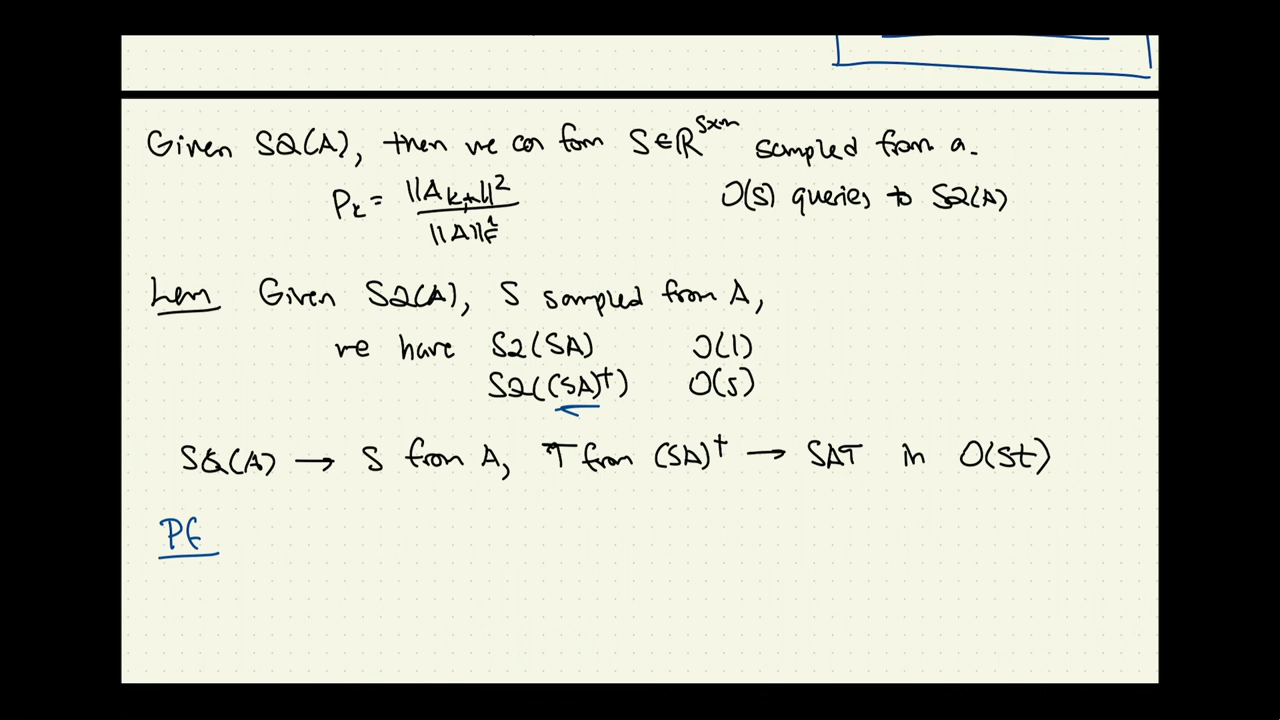 Given SQ(A), then we can form S∈ℝ^{s×m} sampled from a.
P_k = ‖A_{k,*}‖² / ‖A‖_F² O(s) queries to SQ(A)
Lem Given SQ(A), S sampled from A,
we have SQ(SA) O(1)
SQ((SA)†) O(s)
SQ(A) → S from A, T from (SA)† → SAT in O(st)
Pf